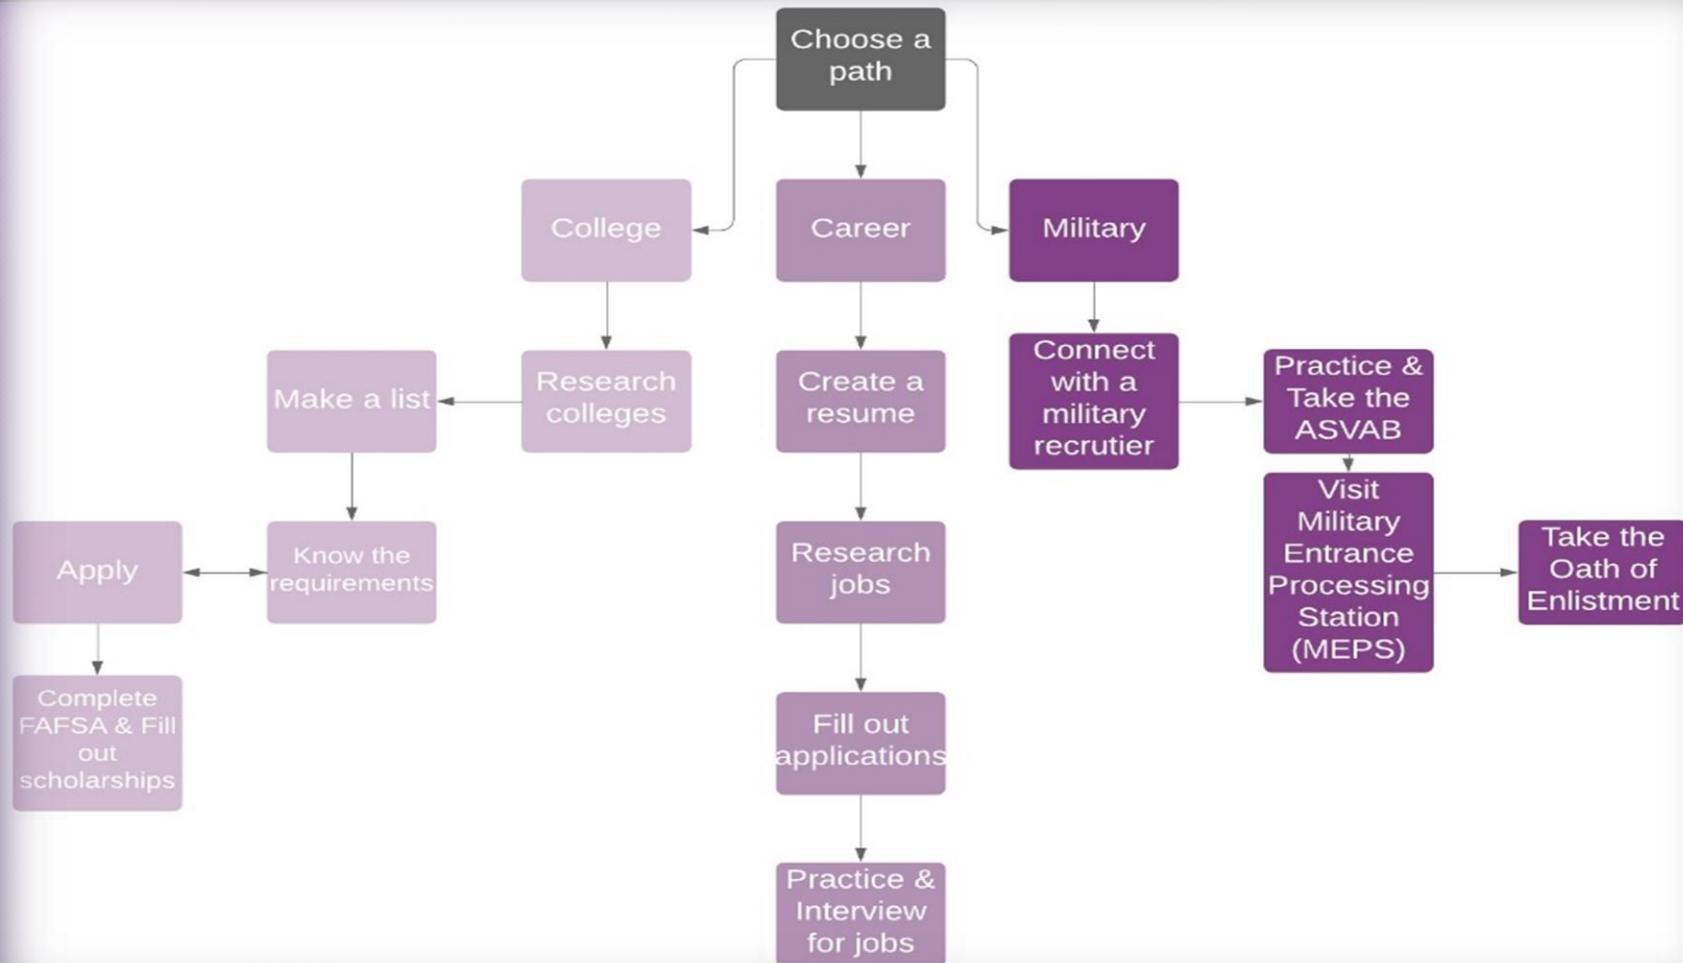 Choose a
path
College
Career
Military
Make a list
Research
colleges
Create a
resume
Connect
with a
military
recrutier
Practice &
Take the
ASVAB
Apply
Know the
requirements
Research
jobs
Visit
Military
Entrance
Processing
Station
(MEPS)
Take the
Oath of
Enlistment
Complete
FAFSA & Fill
out
scholarships
Fill out
applications
Practice &
Interview
for jobs